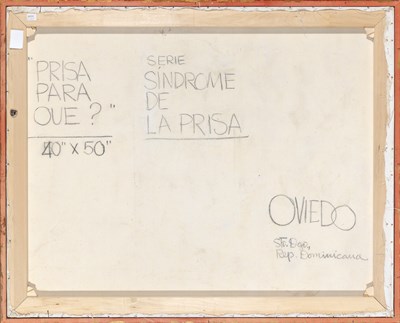 "PRISA
PARA
QUE?"
40" X 50"
SERIE
SINDROME
DE
LA PRISA
OVIEDO
Sto. Dgo,
Rep. Dominicana